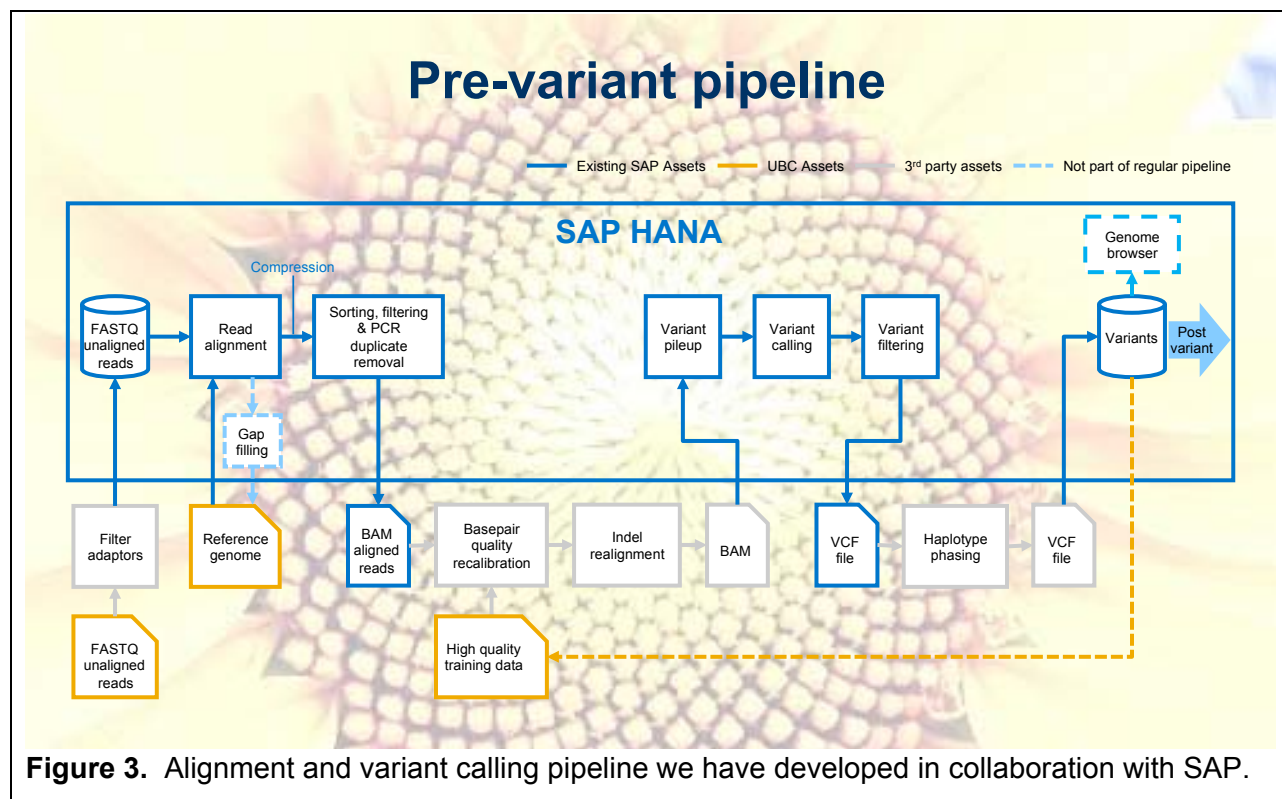 Pre-variant pipeline
Existing SAP Assets
UBC Assets
3rd party assets
Not part of regular pipeline
SAP HANA
Genome
browser
Compression
FASTQ
unaligned
reads
Read
alignment
Sorting, filtering
& PCR
duplicate
removal
Variant
pileup
Variant
calling
Variant
filtering
Variants
Post
variant
Gap
filling
Filter
adaptors
Reference
genome
BAM
aligned
reads
Basepair
quality
recalibration
Indel
realignment
BAM
VCF
file
Haplotype
phasing
VCF
file
FASTQ
unaligned
reads
High quality
training data
Figure 3. Alignment and variant calling pipeline we have developed in collaboration with SAP.